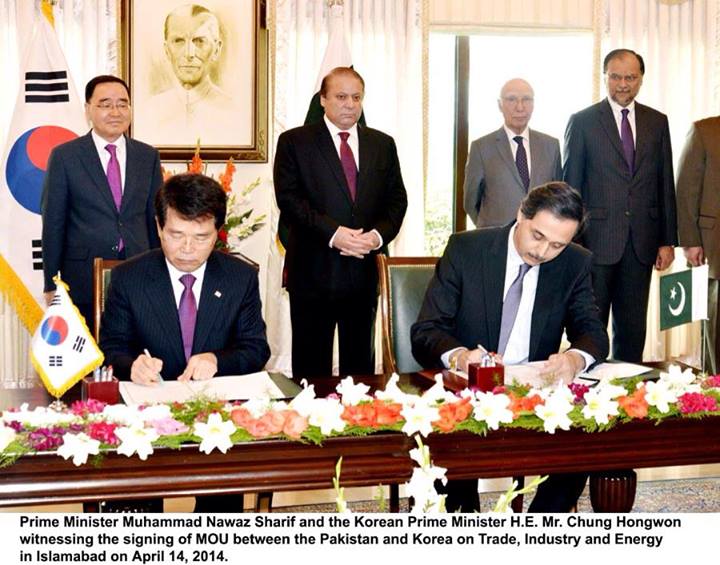 Prime Minister Muhammad Nawaz Sharif and the Korean Prime Minister H.E. Mr. Chung Hongwon
witnessing the signing of MOU between the Pakistan and Korea on Trade, Industry and Energy
in Islamabad on April 14, 2014.